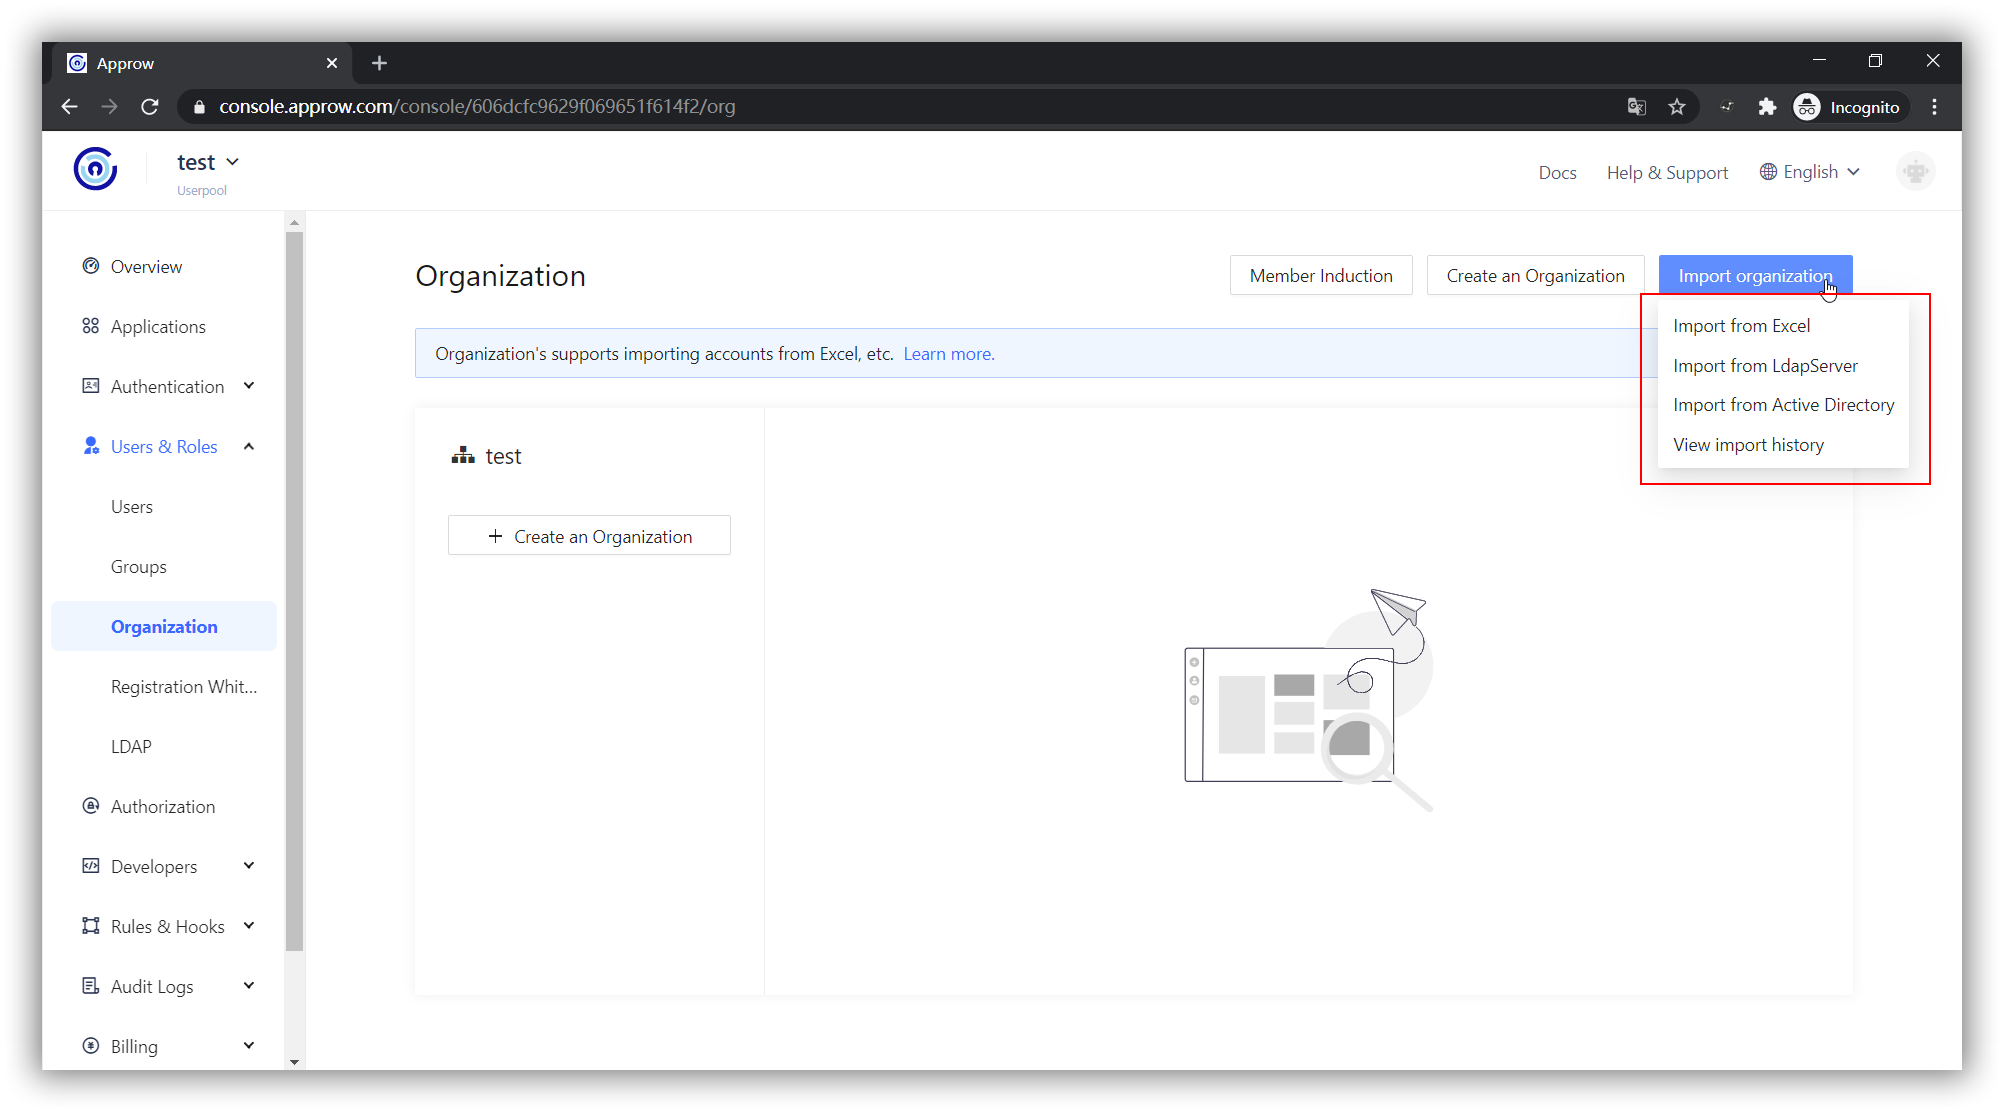 Approw
console.approw.com/console/606dcfc9629f069651f614f2/org
Incognito
test
Userpool
Docs
Help & Support
English
Overview
Applications
Authentication
Users & Roles
Users
Groups
Organization
Registration Whit...
LDAP
Authorization
Developers
Rules & Hooks
Audit Logs
Billing
Organization
Member Induction
Create an Organization
Import organization
Import from Excel
Import from LdapServer
Import from Active Directory
View import history
Organization's supports importing accounts from Excel, etc. Learn more.
test
+ Create an Organization